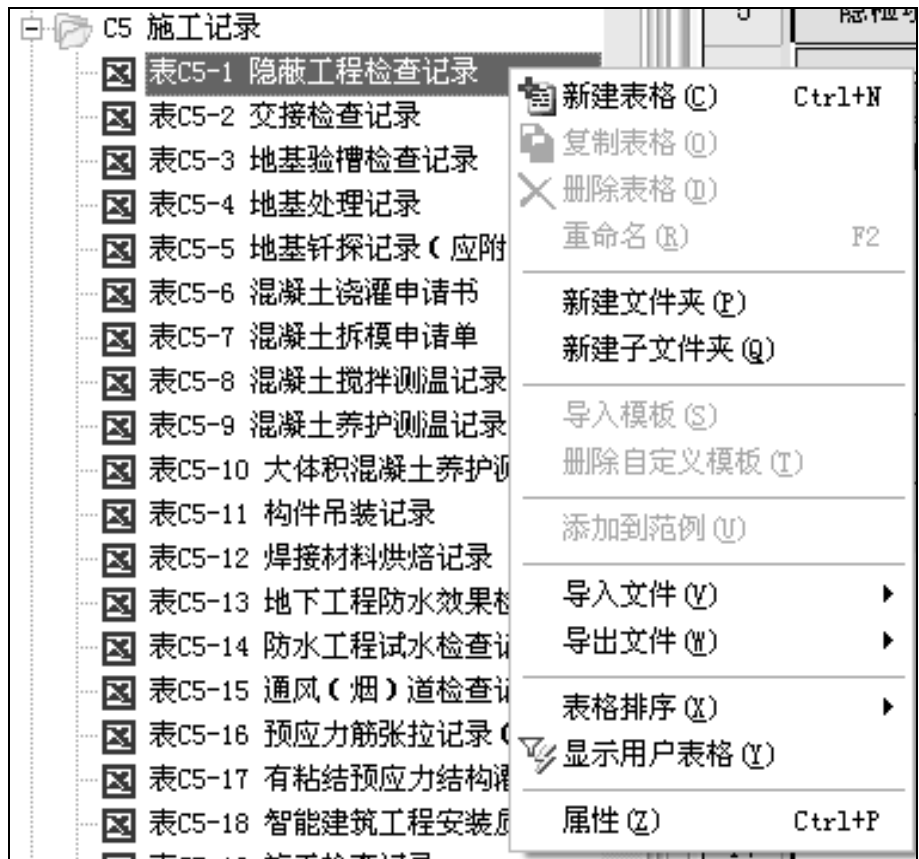 C5 施工记录
表C5-1 隐蔽工程检查记录
表C5-2 交接检查记录
表C5-3 地基验槽检查记录
表C5-4 地基处理记录
表C5-5 地基钎探记录(应附
表C5-6 混凝土浇灌申请书
表C5-7 混凝土拆模申请单
表C5-8 混凝土搅拌测温记录
表C5-9 混凝土养护测温记录
表C5-10 大体积混凝土养护
表C5-11 构件吊装记录
表C5-12 焊接材料烘焙记录
表C5-13 地下工程防水效果
表C5-14 防水工程试水检查
表C5-15 通风(烟)道检查
表C5-16 预应力筋张拉记录(
表C5-17 有粘结预应力结构
表C5-18 智能建筑工程安装
新建表格(C) Ctrl+N
复制表格(O)
删除表格(D)
重命名(R) F2
新建文件夹(P)
新建子文件夹(Q)
导入模板(S)
删除自定义模板(T)
添加到范例(U)
导入文件(V)
导出文件(W)
表格排序(X)
显示用户表格(Y)
属性(Z) Ctrl+P